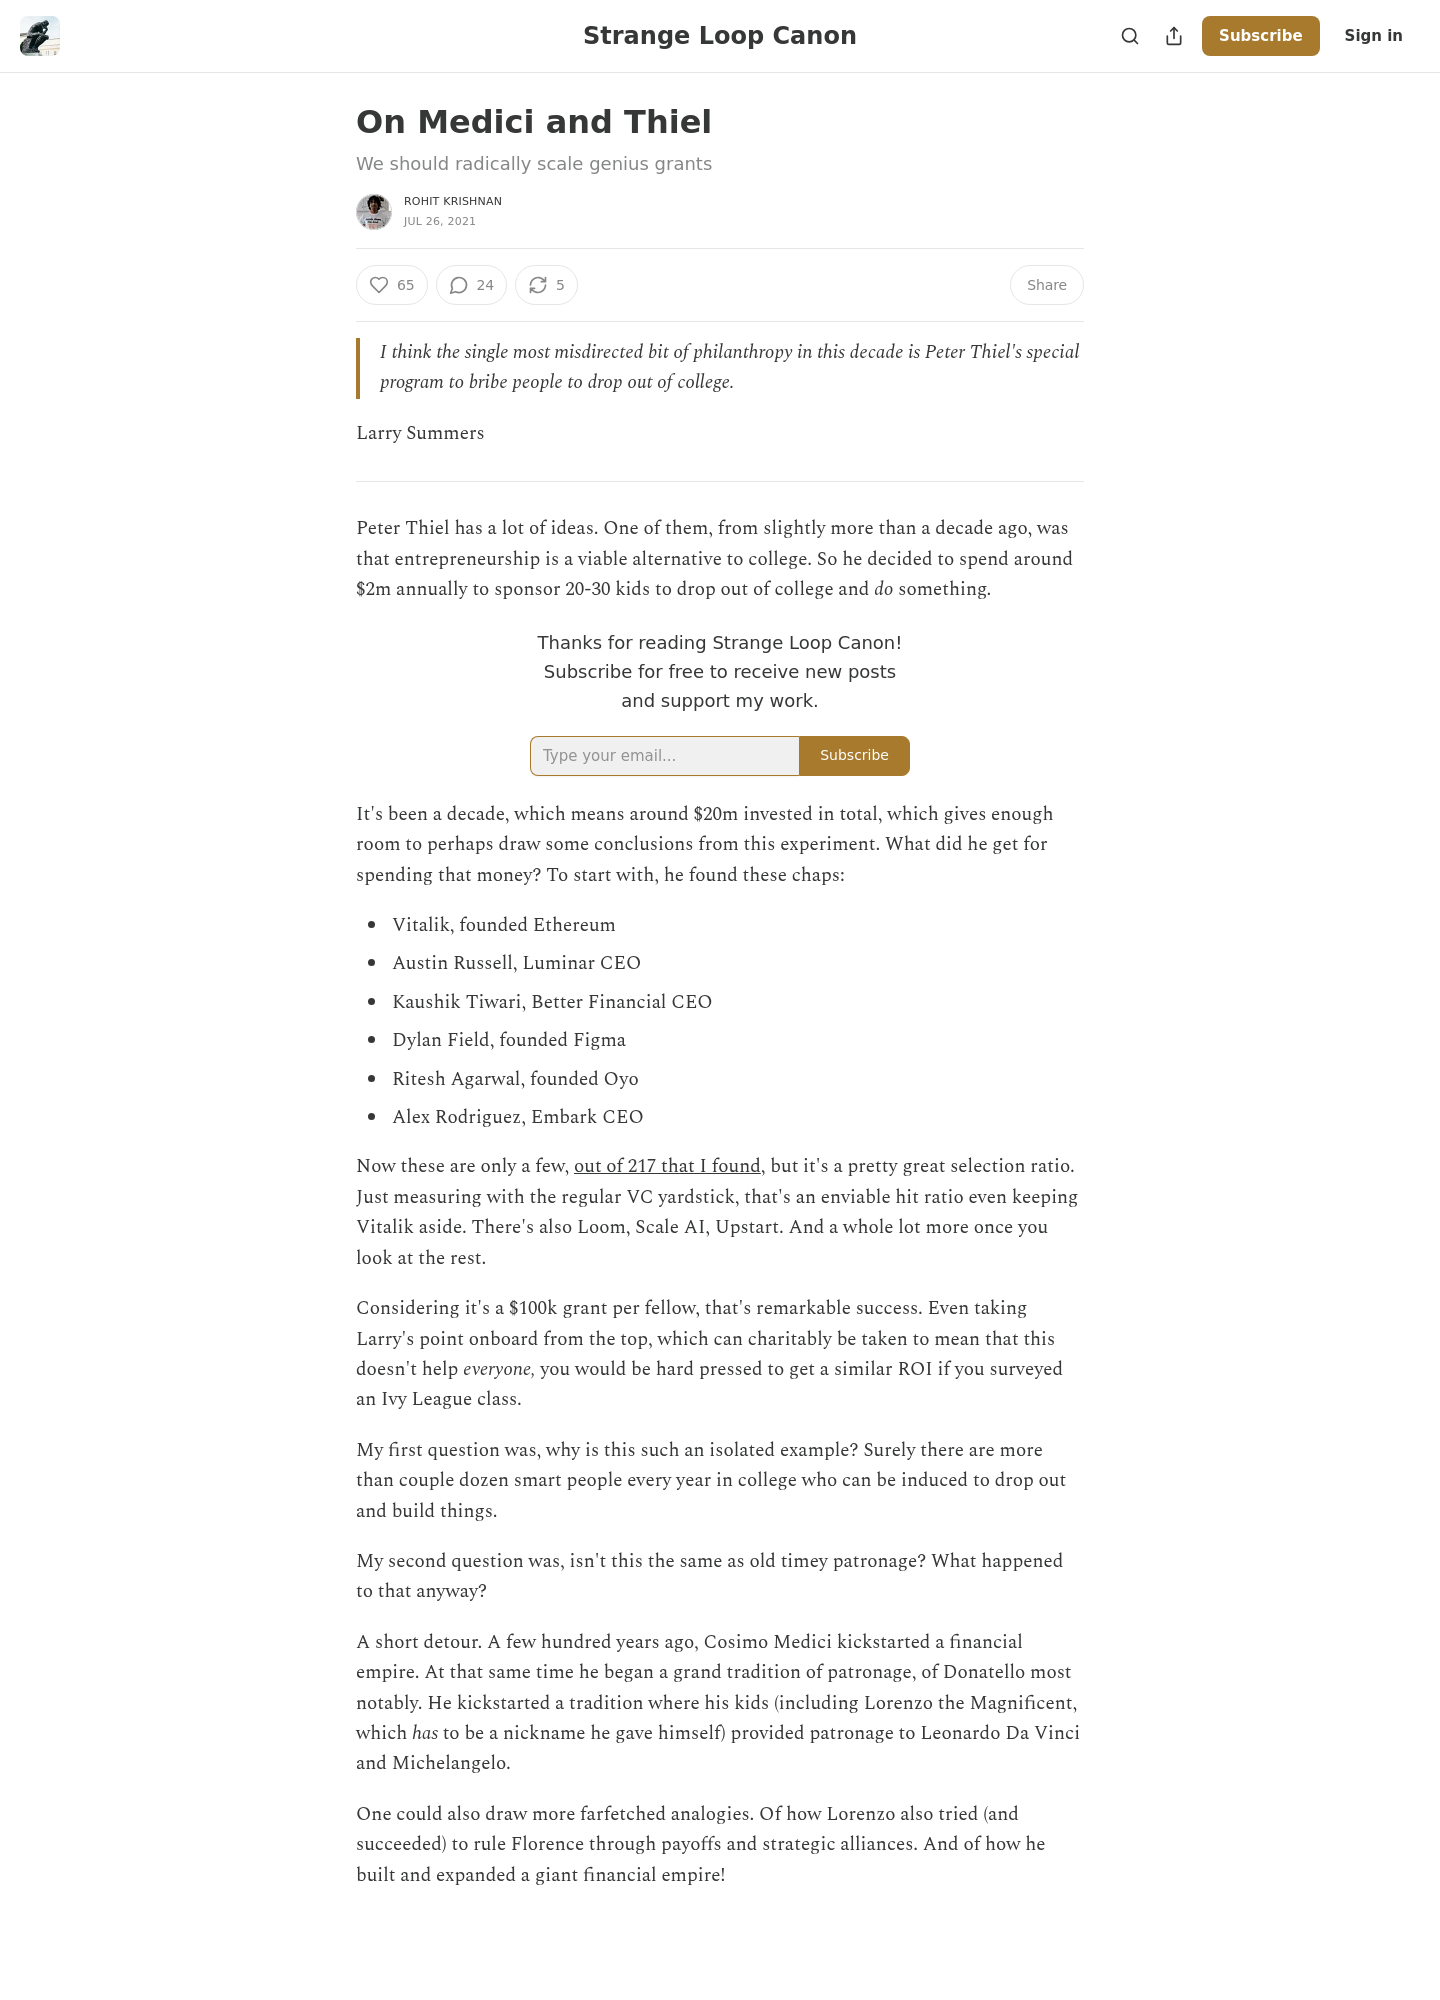 Strange Loop Canon
Subscribe
Sign in
On Medici and Thiel
We should radically scale genius grants
ROHIT KRISHNAN
JUL 26, 2021
65
24
5
Share
I think the single most misdirected bit of philanthropy in this decade is Peter Thiel's special
program to bribe people to drop out of college.
Larry Summers
Peter Thiel has a lot of ideas. One of them, from slightly more than a decade ago, was
that entrepreneurship is a viable alternative to college. So he decided to spend around
$2m annually to sponsor 20-30 kids to drop out of college and do something.
Thanks for reading Strange Loop Canon!
Subscribe for free to receive new posts
and support my work.
Type your email...
Subscribe
It's been a decade, which means around $20m invested in total, which gives enough
room to perhaps draw some conclusions from this experiment. What did he get for
spending that money? To start with, he found these chaps:
Vitalik, founded Ethereum
Austin Russell, Luminar CEO
Kaushik Tiwari, Better Financial CEO
Dylan Field, founded Figma
Ritesh Agarwal, founded Oyo
Alex Rodriguez, Embark CEO
Now these are only a few, out of 217 that I found, but it's a pretty great selection ratio.
Just measuring with the regular VC yardstick, that's an enviable hit ratio even keeping
Vitalik aside. There's also Loom, Scale AI, Upstart. And a whole lot more once you
look at the rest.
Considering it's a $100k grant per fellow, that's remarkable success. Even taking
Larry's point onboard from the top, which can charitably be taken to mean that this
doesn't help everyone, you would be hard pressed to get a similar ROI if you surveyed
an Ivy League class.
My first question was, why is this such an isolated example? Surely there are more
than couple dozen smart people every year in college who can be induced to drop out
and build things.
My second question was, isn't this the same as old timey patronage? What happened
to that anyway?
A short detour. A few hundred years ago, Cosimo Medici kickstarted a financial
empire. At that same time he began a grand tradition of patronage, of Donatello most
notably. He kickstarted a tradition where his kids (including Lorenzo the Magnificent,
which has to be a nickname he gave himself) provided patronage to Leonardo Da Vinci
and Michelangelo.
One could also draw more farfetched analogies. Of how Lorenzo also tried (and
succeeded) to rule Florence through payoffs and strategic alliances. And of how he
built and expanded a giant financial empire!